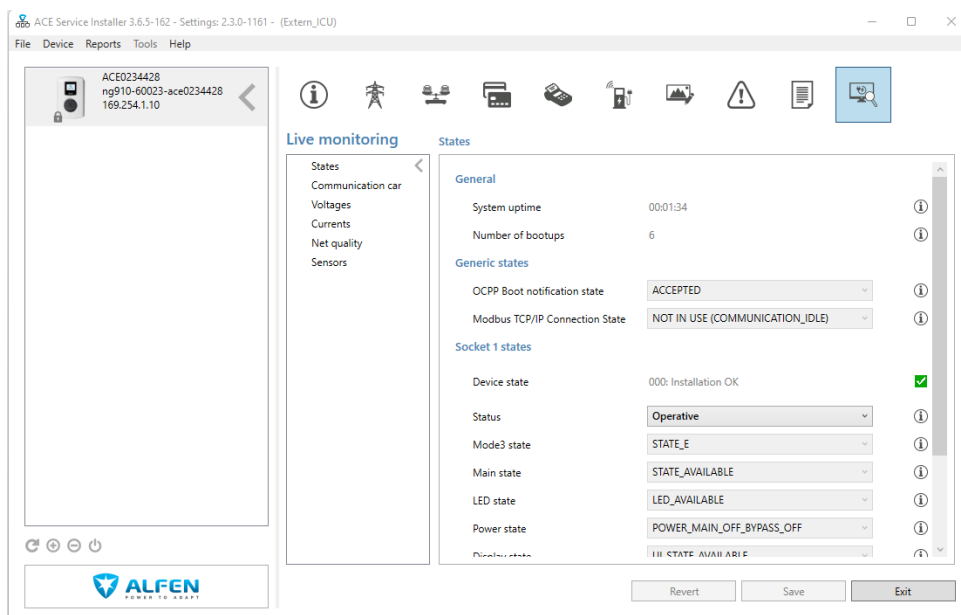 ACE Service Installer 3.6.5-162 - Settings: 2.3.0-1161 - (Extern_ICU)
File Device Reports Tools Help
ACE0234428
ng910-60023-ace0234428
169.254.1.10
Live monitoring
States
Communication car
Voltages
Currents
Net quality
Sensors
States
General
System uptime 00:01:34
Number of bootups 6
Generic states
OCPP Boot notification state ACCEPTED
Modbus TCP/IP Connection State NOT IN USE (COMMUNICATION_IDLE)
Socket 1 states
Device state 000: Installation OK
Status Operative
Mode3 state STATE_E
Main state STATE_AVAILABLE
LED state LED_AVAILABLE
Power state POWER_MAIN_OFF_BYPASS_OFF
Display state UI_STATE_AVAILABLE
ALFEN
POWER TO ADAPT
Revert Save Exit